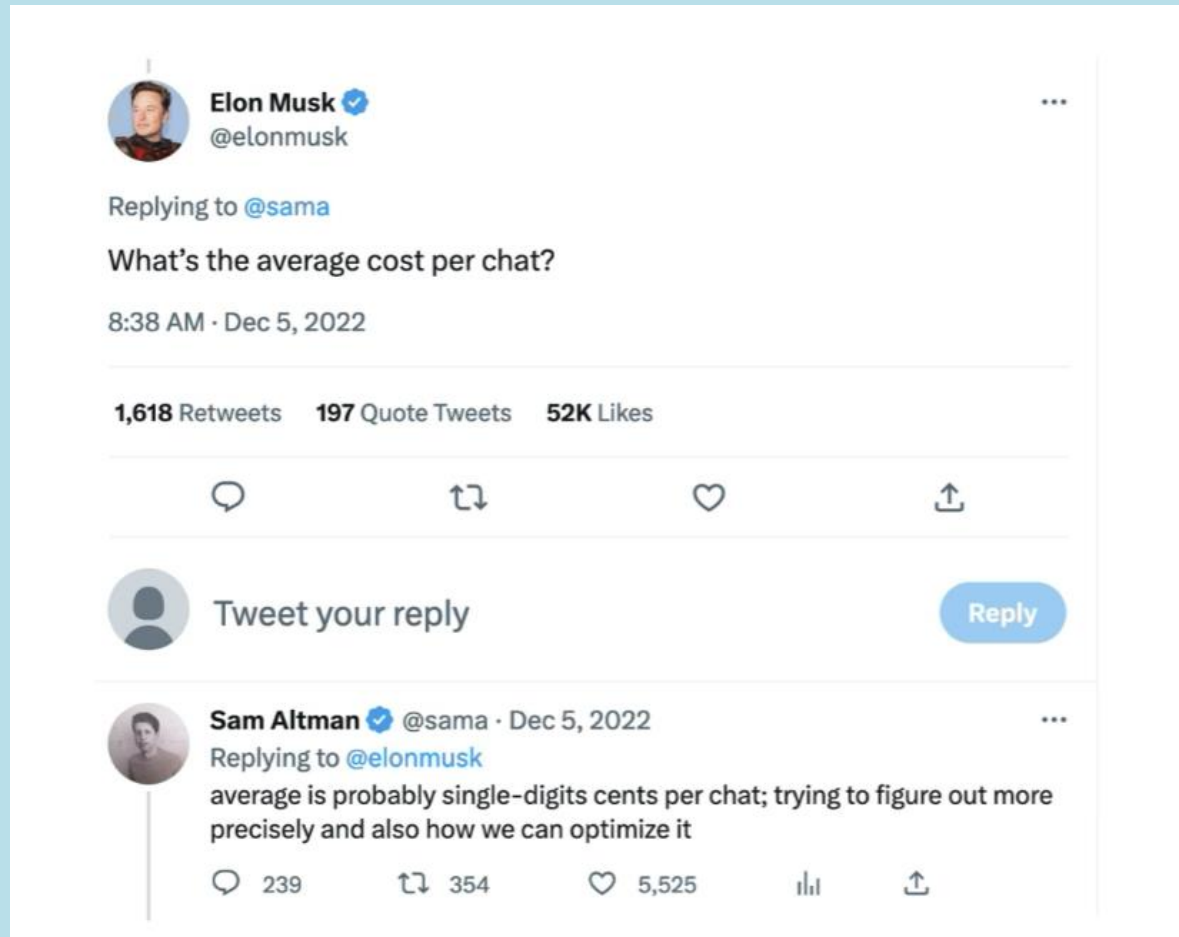 Elon Musk
@elonmusk
Replying to @sama
What's the average cost per chat?
8:38 AM · Dec 5, 2022
1,618 Retweets 197 Quote Tweets 52K Likes
Tweet your reply
Reply
Sam Altman @sama · Dec 5, 2022
Replying to @elonmusk
average is probably single-digits cents per chat; trying to figure out more
precisely and also how we can optimize it
239 354 5,525